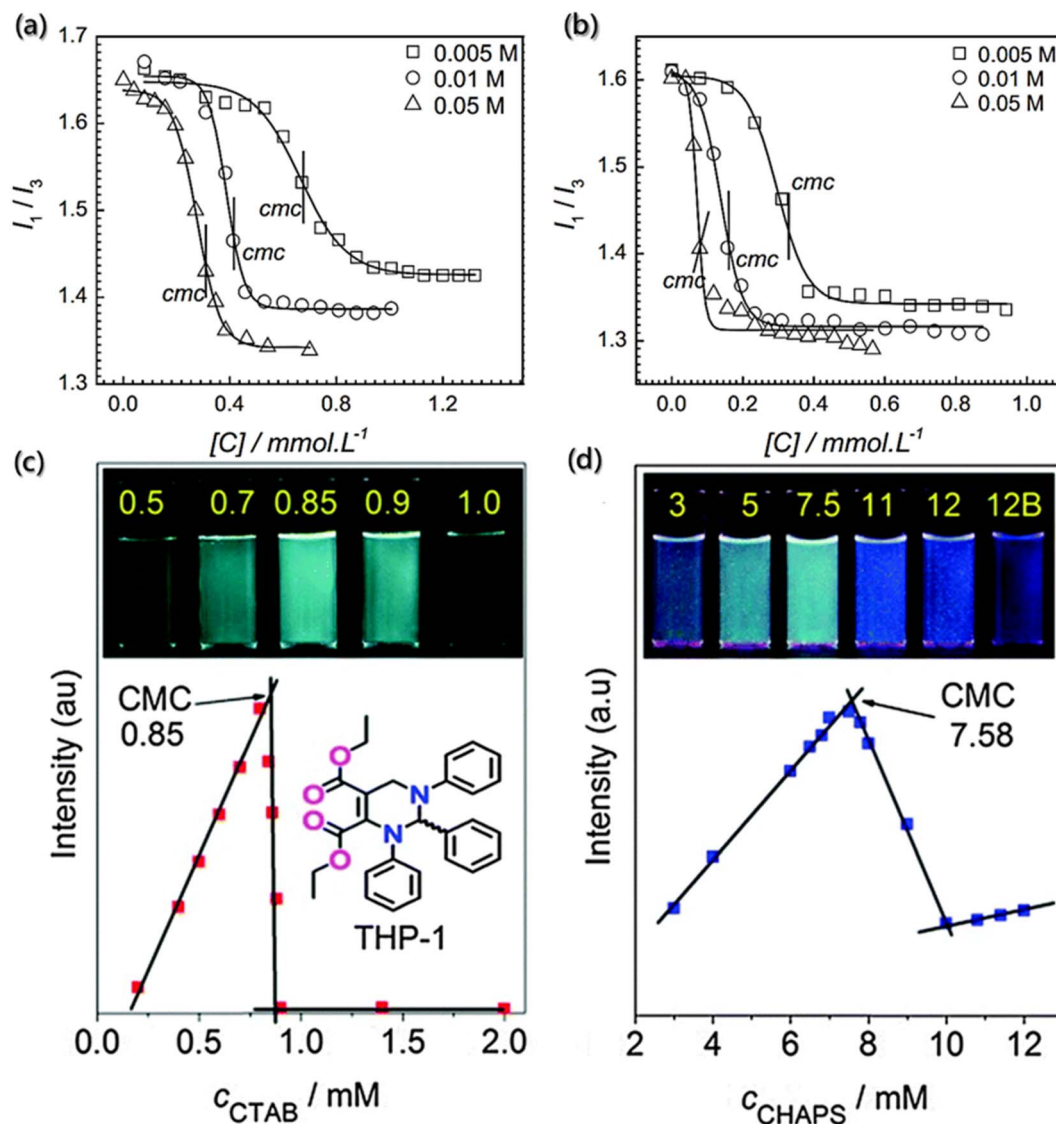 (a)
1.7
1.6
1.5
1.4
1.3
I₁ / I₃
□ 0.005 M
○ 0.01 M
△ 0.05 M
cmc
cmc
cmc
0.0 0.4 0.8 1.2
[C] / mmol.L⁻¹
(b)
1.6
1.5
1.4
1.3
I₁ / I₃
□ 0.005 M
○ 0.01 M
△ 0.05 M
cmc
cmc
cmc
0.0 0.2 0.4 0.6 0.8 1.0
[C] / mmol.L⁻¹
(c)
0.5 0.7 0.85 0.9 1.0
Intensity (au)
CMC
0.85
O
O
O
O
N
N
THP-1
0.0 0.5 1.0 1.5 2.0
c CTAB / mM
(d)
3 5 7.5 11 12 12B
Intensity (a.u)
CMC
7.58
2 4 6 8 10 12
c CHAPS / mM